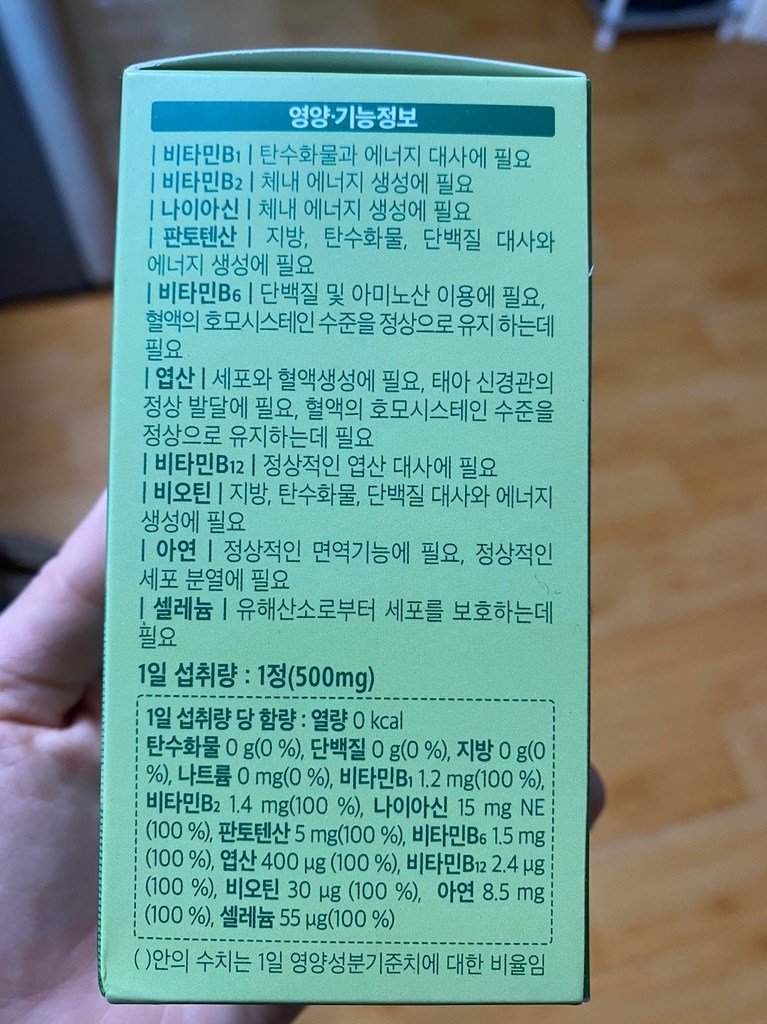 영양·기능정보
| 비타민B₁ | 탄수화물과 에너지 대사에 필요
| 비타민B₂ | 체내 에너지 생성에 필요
| 나이아신 | 체내 에너지 생성에 필요
| 판토텐산 | 지방, 탄수화물, 단백질 대사와
에너지 생성에 필요
| 비타민B₆ | 단백질 및 아미노산 이용에 필요,
혈액의 호모시스테인 수준을 정상으로 유지 하는데
필요
| 엽산 | 세포와 혈액생성에 필요, 태아 신경관의
정상 발달에 필요, 혈액의 호모시스테인 수준을
정상으로 유지하는데 필요
| 비타민B₁₂ | 정상적인 엽산 대사에 필요
| 비오틴 | 지방, 탄수화물, 단백질 대사와 에너지
생성에 필요
| 아연 | 정상적인 면역기능에 필요, 정상적인
세포 분열에 필요
| 셀레늄 | 유해산소로부터 세포를 보호하는데
필요
1일 섭취량 : 1정(500mg)
1일 섭취량 당 함량 : 열량 0 kcal
탄수화물 0 g(0 %), 단백질 0 g(0 %), 지방 0 g(0
%), 나트륨 0 mg(0 %), 비타민B₁ 1.2 mg(100 %),
비타민B₂ 1.4 mg(100 %), 나이아신 15 mg NE
(100 %), 판토텐산 5 mg(100 %), 비타민B₆ 1.5 mg
(100 %), 엽산 400 µg (100 %), 비타민B₁₂ 2.4 µg
(100 %), 비오틴 30 µg (100 %), 아연 8.5 mg
(100 %), 셀레늄 55 µg(100 %)
( )안의 수치는 1일 영양성분기준치에 대한 비율임